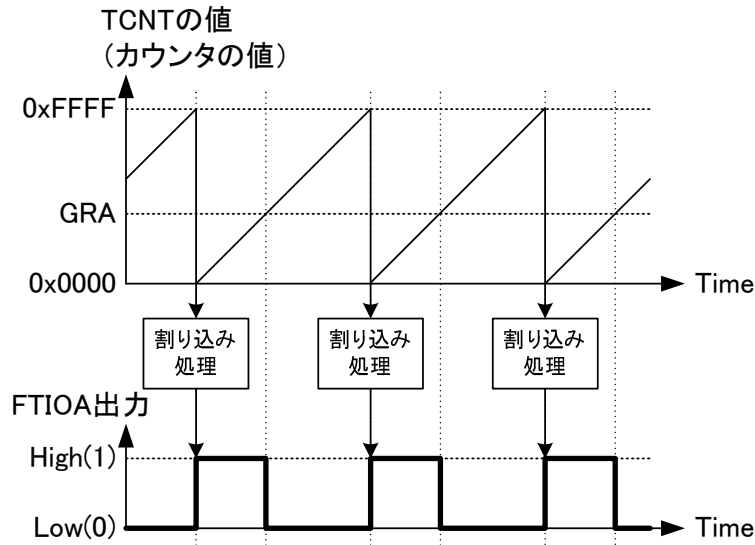 TCNTの値
(カウンタの値)
0xFFFF
GRA
0x0000
Time
割り込み
処理
割り込み
処理
割り込み
処理
FTIOA出力
High(1)
Low(0)
Time